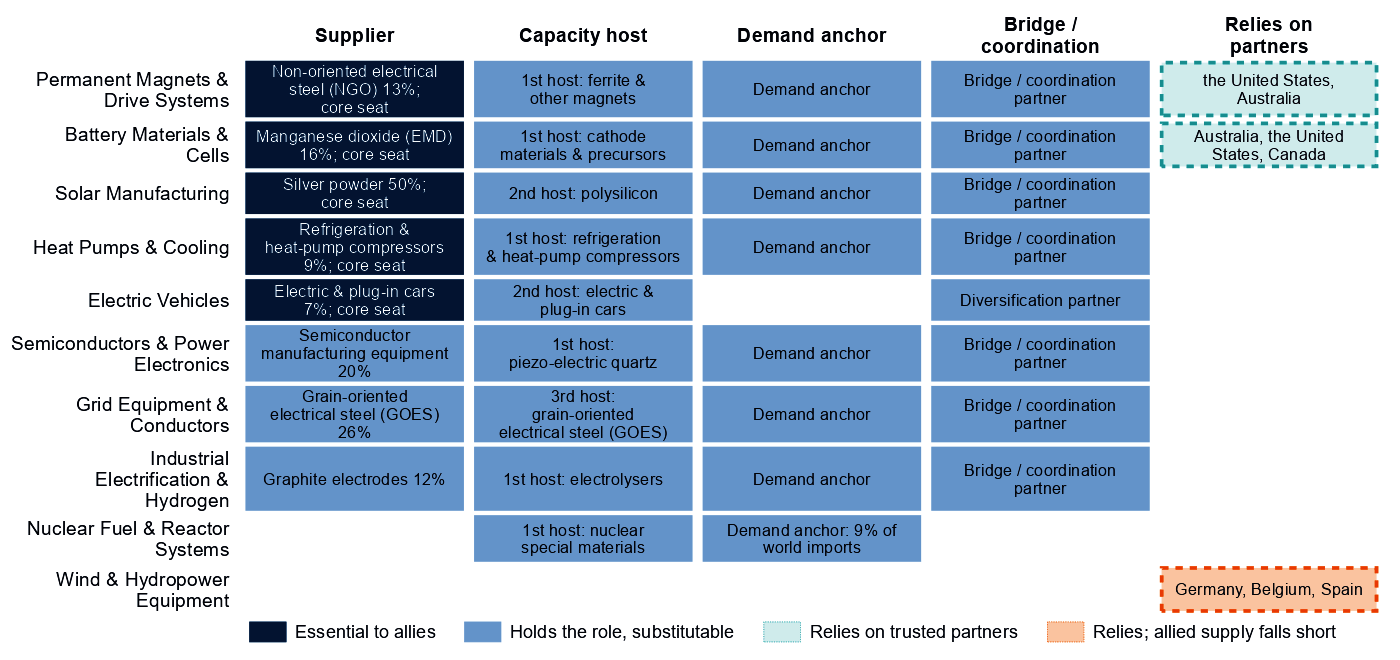 Supplier
Capacity host
Demand anchor
Bridge /
coordination
Relies on
partners
Permanent Magnets &
Drive Systems
Non-oriented electrical
steel (NGO) 13%;
core seat
1st host: ferrite &
other magnets
Demand anchor
Bridge / coordination
partner
the United States,
Australia
Battery Materials &
Cells
Manganese dioxide (EMD)
16%; core seat
1st host: cathode
materials & precursors
Demand anchor
Bridge / coordination
partner
Australia, the United
States, Canada
Solar Manufacturing
Silver powder 50%;
core seat
2nd host: polysilicon
Demand anchor
Bridge / coordination
partner
Heat Pumps & Cooling
Refrigeration &
heat-pump compressors
9%; core seat
1st host: refrigeration
& heat-pump compressors
Demand anchor
Bridge / coordination
partner
Electric Vehicles
Electric & plug-in cars
7%; core seat
2nd host: electric &
plug-in cars
Diversification partner
Semiconductors & Power
Electronics
Semiconductor
manufacturing equipment
20%
1st host:
piezo-electric quartz
Demand anchor
Bridge / coordination
partner
Grid Equipment &
Conductors
Grain-oriented
electrical steel (GOES)
26%
3rd host:
grain-oriented
electrical steel (GOES)
Demand anchor
Bridge / coordination
partner
Industrial
Electrification &
Hydrogen
Graphite electrodes 12%
1st host: electrolysers
Demand anchor
Bridge / coordination
partner
Nuclear Fuel & Reactor
Systems
1st host: nuclear
special materials
Demand anchor: 9% of
world imports
Wind & Hydropower
Equipment
Germany, Belgium, Spain
Essential to allies
Holds the role, substitutable
Relies on trusted partners
Relies; allied supply falls short